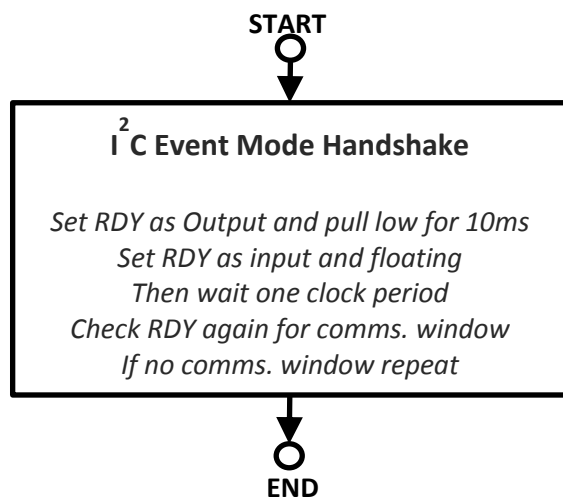 START
I²C Event Mode Handshake
Set RDY as Output and pull low for 10ms
Set RDY as input and floating
Then wait one clock period
Check RDY again for comms. window
If no comms. window repeat
END